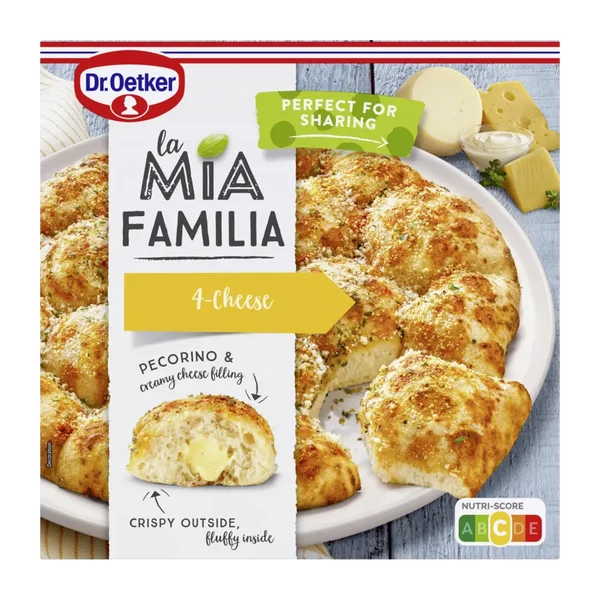 Dr.Oetker
PERFECT FOR
SHARING
la
MIA
FAMILIA
4-Cheese
PECORINO &
creamy cheese filling
CRISPY OUTSIDE,
fluffy inside
Decoration
NUTRI-SCORE
A B C D E